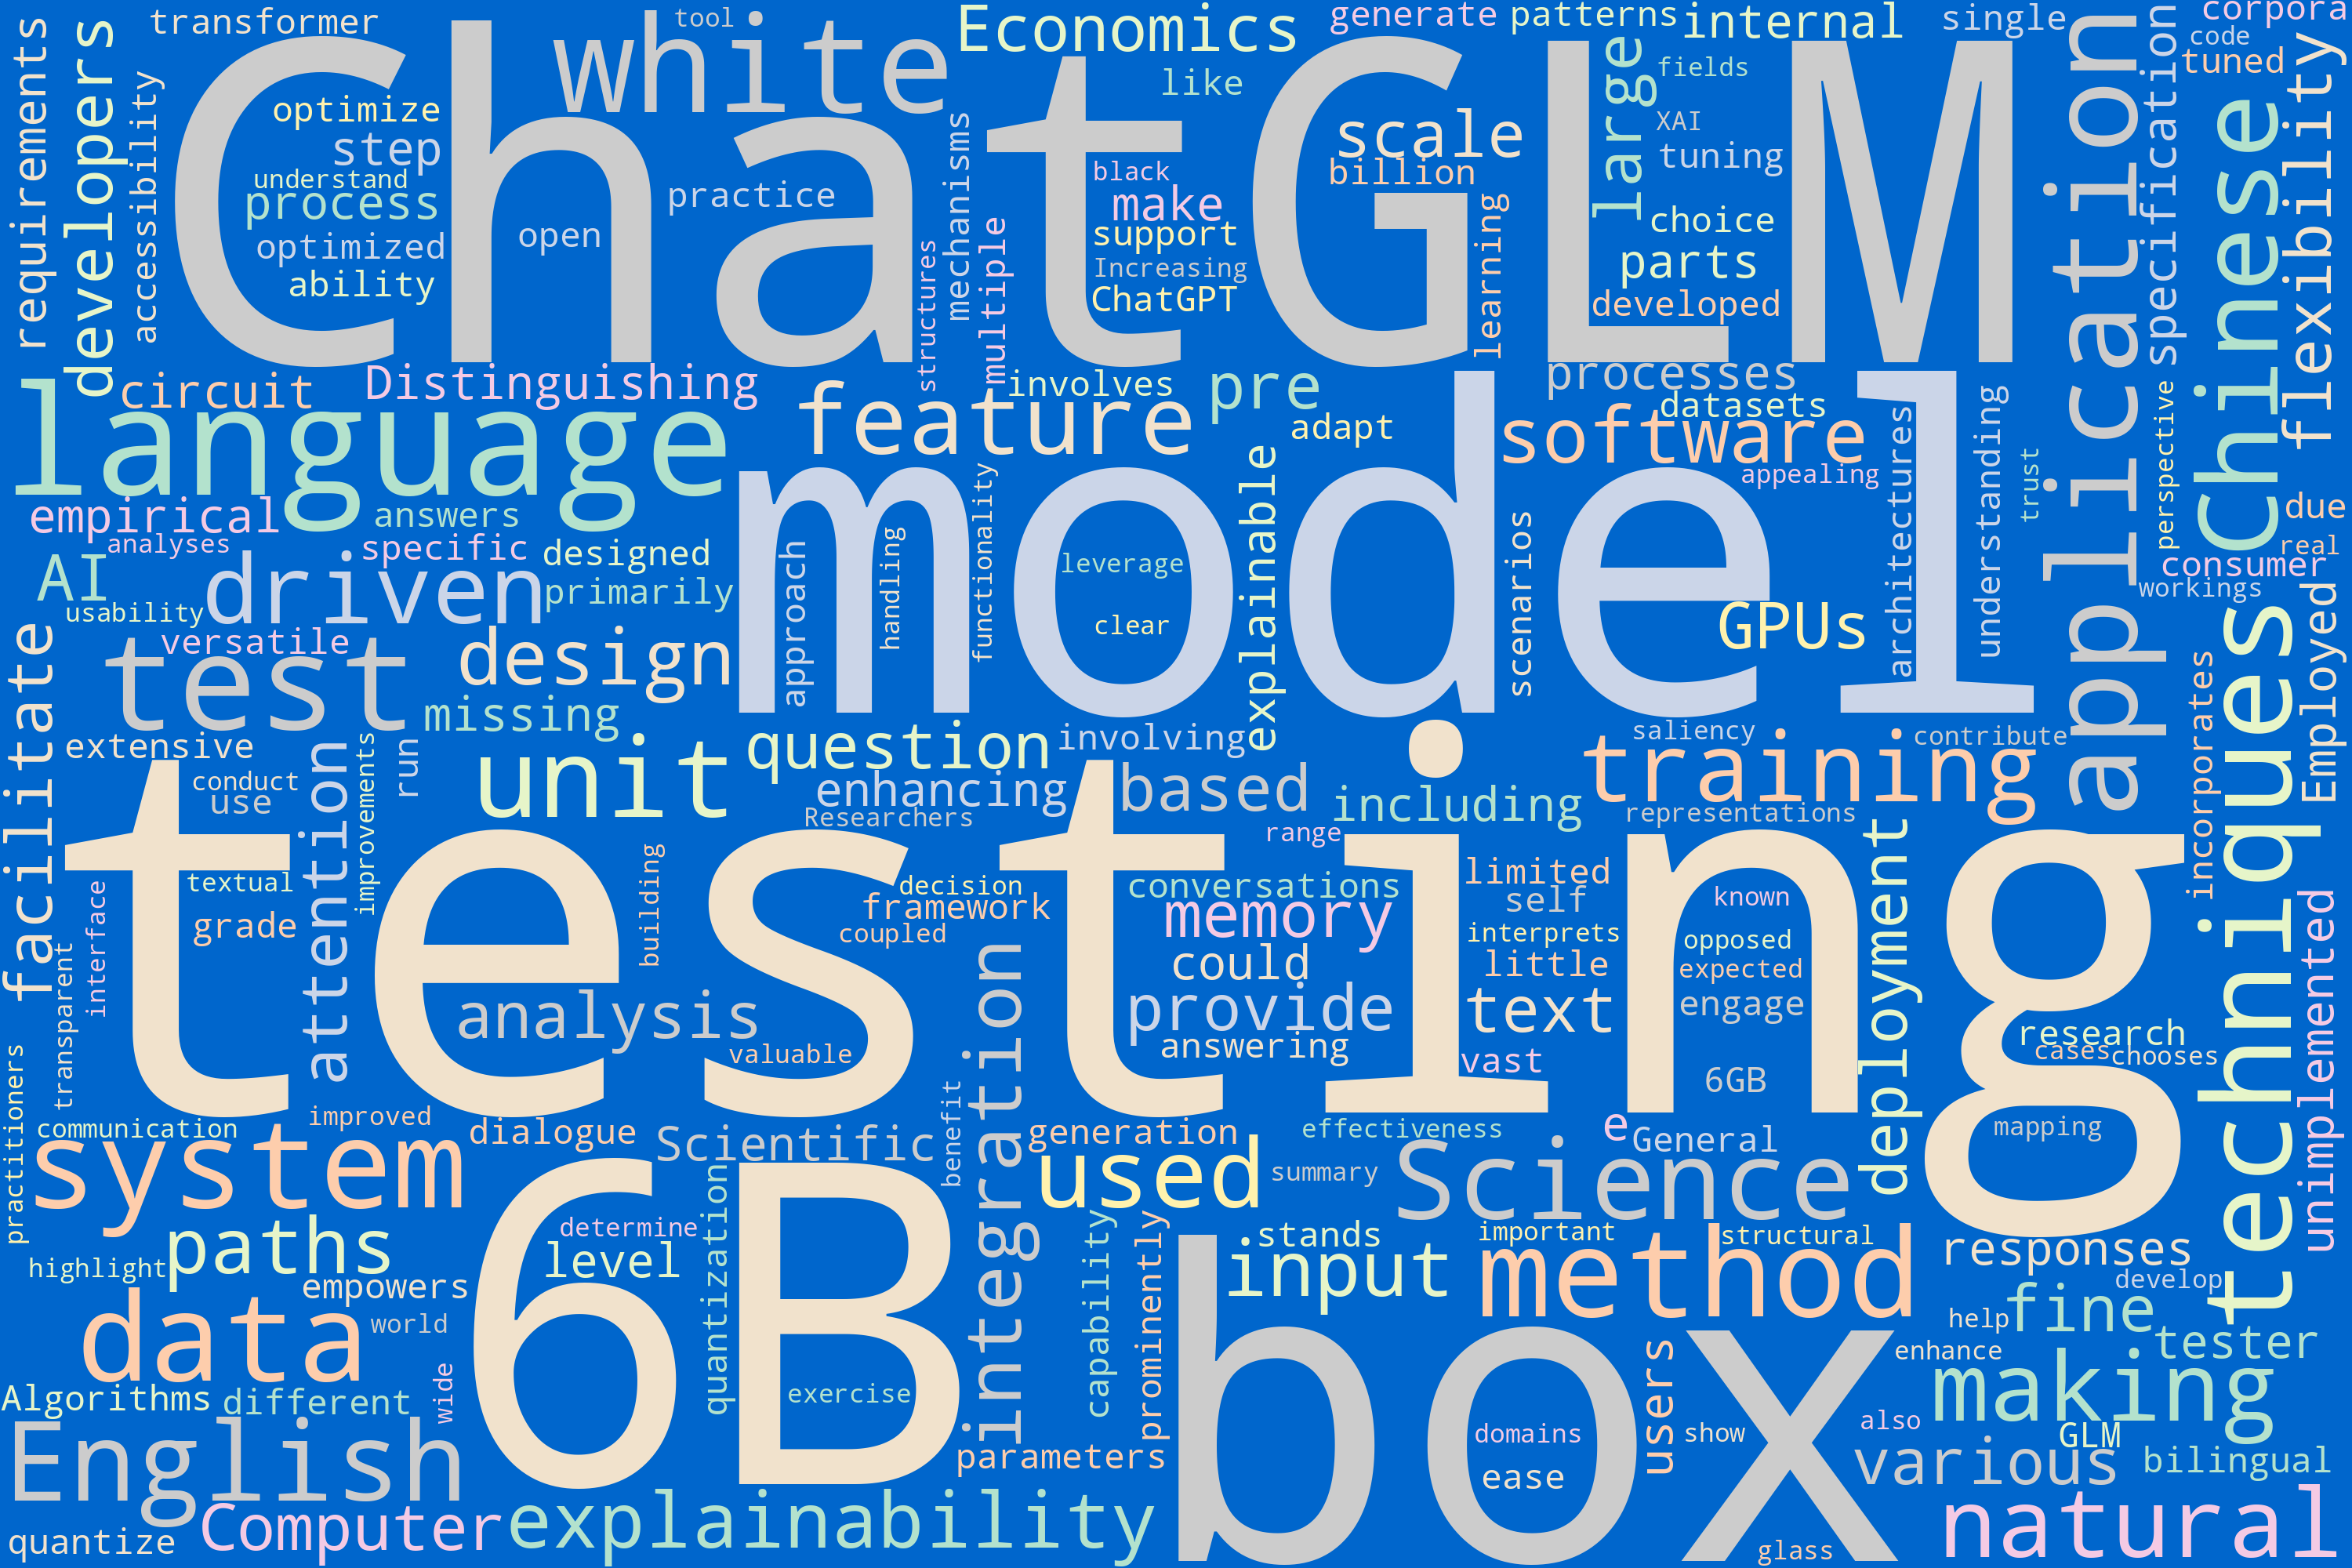 transformer
tool
Economics
generate
patterns
internal
single
corpora
requirements
developers
accessibility
white
like
large
fields
code
tuned
ChatGLM
optimize
step
understand
process
optimized
ability
open
practice
mechanisms
structures
multiple
black
make
support
Increasing
ChatGPT
scale
billion
learning
XAI
tuning
choice
parts
developed
application
specification
Chinese
flexibility
circuit
Distinguishing
involves
pre
processes
language
feature
adapt
datasets
software
appealing
architectures
understanding
trust
perspective
due
real
consumer
workings
empirical
answers
analyses
specific
designed
AI
driven
primarily
usability
versatile
model
approach
handling
functionality
leverage
clear
explainable
scenarios
GPUs
facilitate
test
design
missing
extensive
conduct
use
attention
improvements
run
unit
question
involving
enhancing
Researchers
based
including
range
saliency
contribute
training
representations
incorporates
techniques
Employed
testing
textual
grade
interface
transparent
practitioners
building
analysis
valuable
decision
framework
coupled
integration
benefit
conversations
memory
could
provide
answering
limited
self
interprets
little
text
vast
known
opposed
expected
engage
6GB
deployment
research
cases
chooses
mapping
unimplemented
communication
improved
dialogue
Scientific
generation
effectiveness
e
General
system
used
summary
Science
paths
determine
level
highlight
empowers
quantization
6B
capability
prominently
stands
input
important
structural
method
responses
develop
data
world
help
fine
tester
enhance
Algorithms
different
wide
exercise
box
domains
ease
users
show
also
making
GLM
English
parameters
various
bilingual
quantize
Computer
explainability
glass
natural